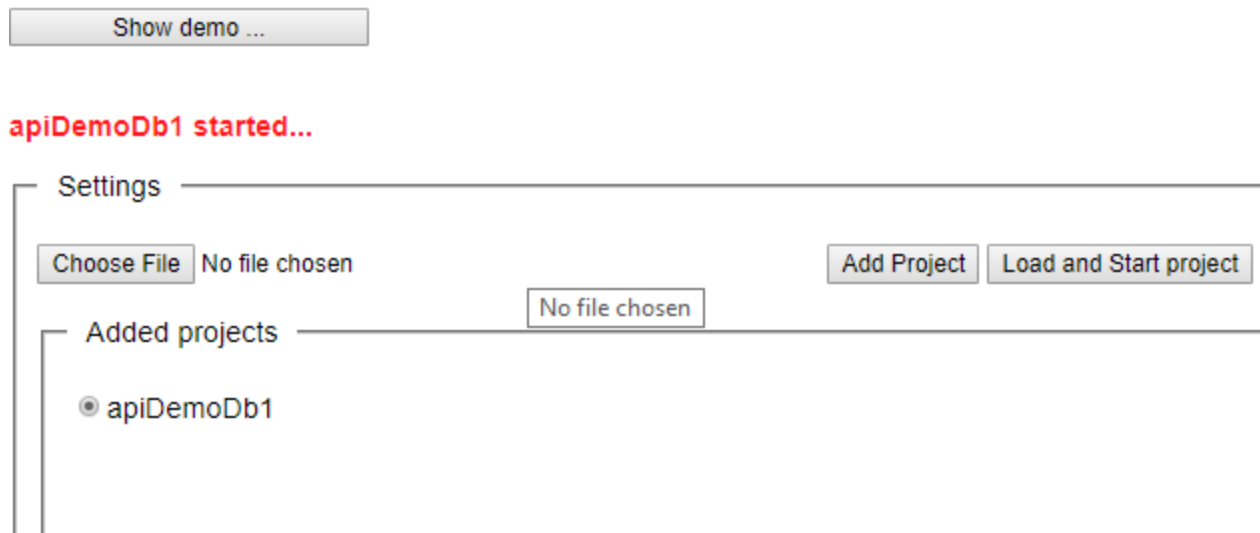 Show demo ...
apiDemoDb1 started...
Settings
Choose File No file chosen Add Project Load and Start project
No file chosen
Added projects
apiDemoDb1